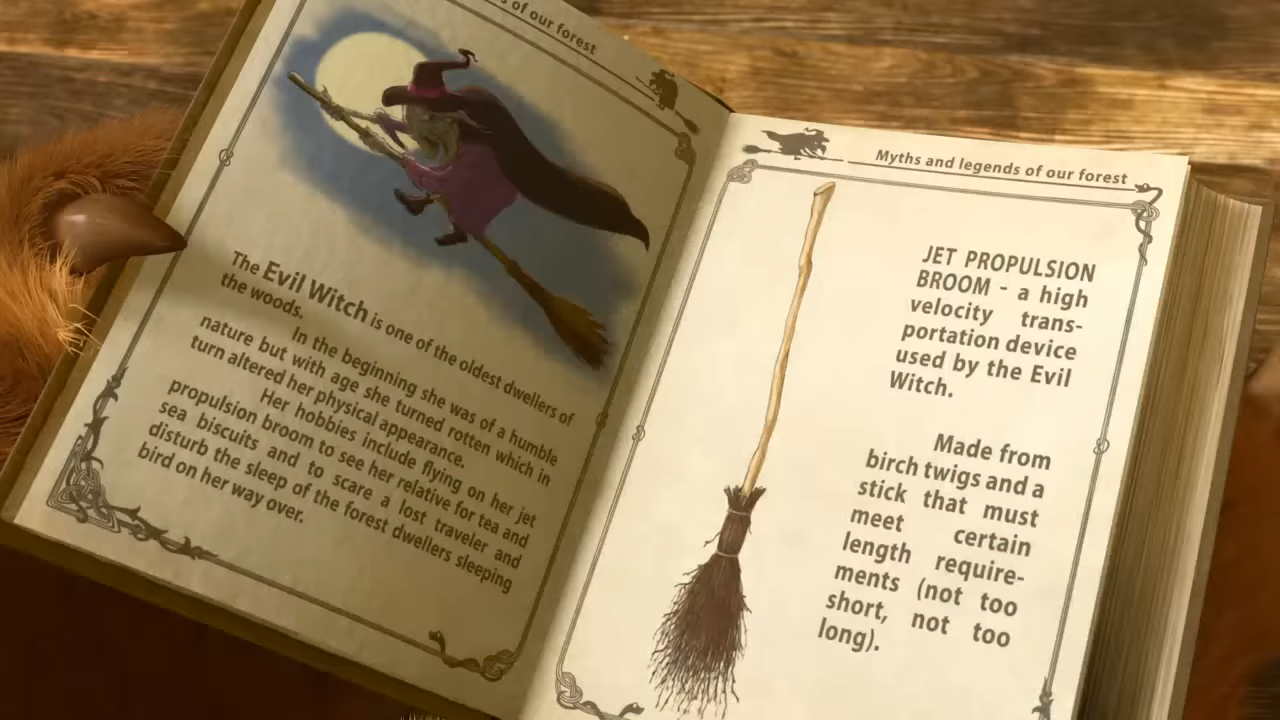 s of our forest
The Evil Witch is one of the oldest dwellers of
the woods.
In the beginning she was of a humble
nature but with age she turned rotten which in
turn altered her physical appearance.
Her hobbies include flying on her jet
propulsion broom to see her relative for tea and
sea biscuits and to scare a lost traveler and
disturb the sleep of the forest dwellers sleeping
bird on her way over.
Myths and legends of our forest
JET PROPULSION
BROOM - a high
velocity trans-
portation device
used by the Evil
Witch.
Made from
birch twigs and a
stick that must
meet certain
length require-
ments (not too
short, not too
long).